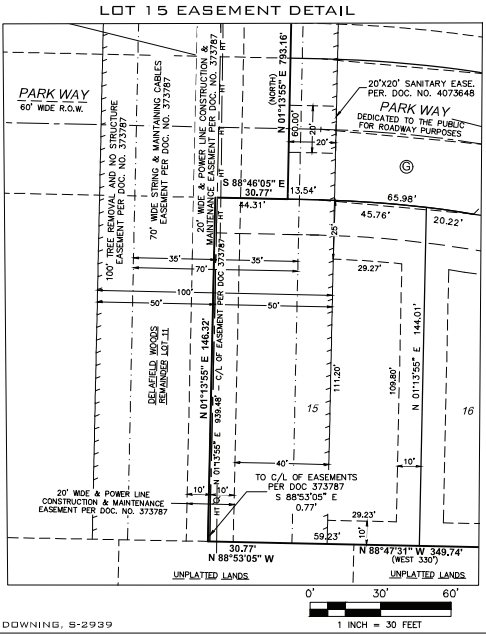 LOT 15 EASEMENT DETAIL
PARK WAY
60' WIDE R.O.W.
100' TREE REMOVAL AND NO STRUCTURE
EASEMENT PER DOC. NO. 373787
70' WIDE STRING & MAINTAINING CABLES
EASEMENT PER DOC. NO. 373787
20' WIDE & POWER LINE CONSTRUCTION &
MAINTENANCE EASEMENT PER DOC. NO. 373787
HT
HT
(NORTH)
N 01°13'55" E 793.16'
60.00'
20'
20'
20'X20' SANITARY EASE.
PER. DOC. NO. 4073648
PARK WAY
DEDICATED TO THE PUBLIC
FOR ROADWAY PURPOSES
G
S 88°46'05" E
30.77'
13.54'
44.31'
65.98'
45.76'
20.22'
25'
35'
35'
70'
29.27'
100'
50'
50'
DELAFIELD WOODS
REMAINDER LOT 11
N 01°13'55" E 146.32'
N 01°13'55" E 939.48' - C/L OF EASEMENT PER DOC 373787
HT
111.20'
109.80'
N 01°13'55" E 144.01'
15
16
40'
10'
10'
10'
TO C/L OF EASEMENTS
PER DOC 373787
S 88°53'05" E
0.77'
20' WIDE & POWER LINE
CONSTRUCTION & MAINTENANCE
EASEMENT PER DOC. NO. 373787
HT
29.23'
10'
59.23'
30.77'
N 88°53'05" W
N 88°47'31" W 349.74'
(WEST 330')
UNPLATTED LANDS
UNPLATTED LANDS
0' 30' 60'
1 INCH = 30 FEET
DOWNING, S-2939